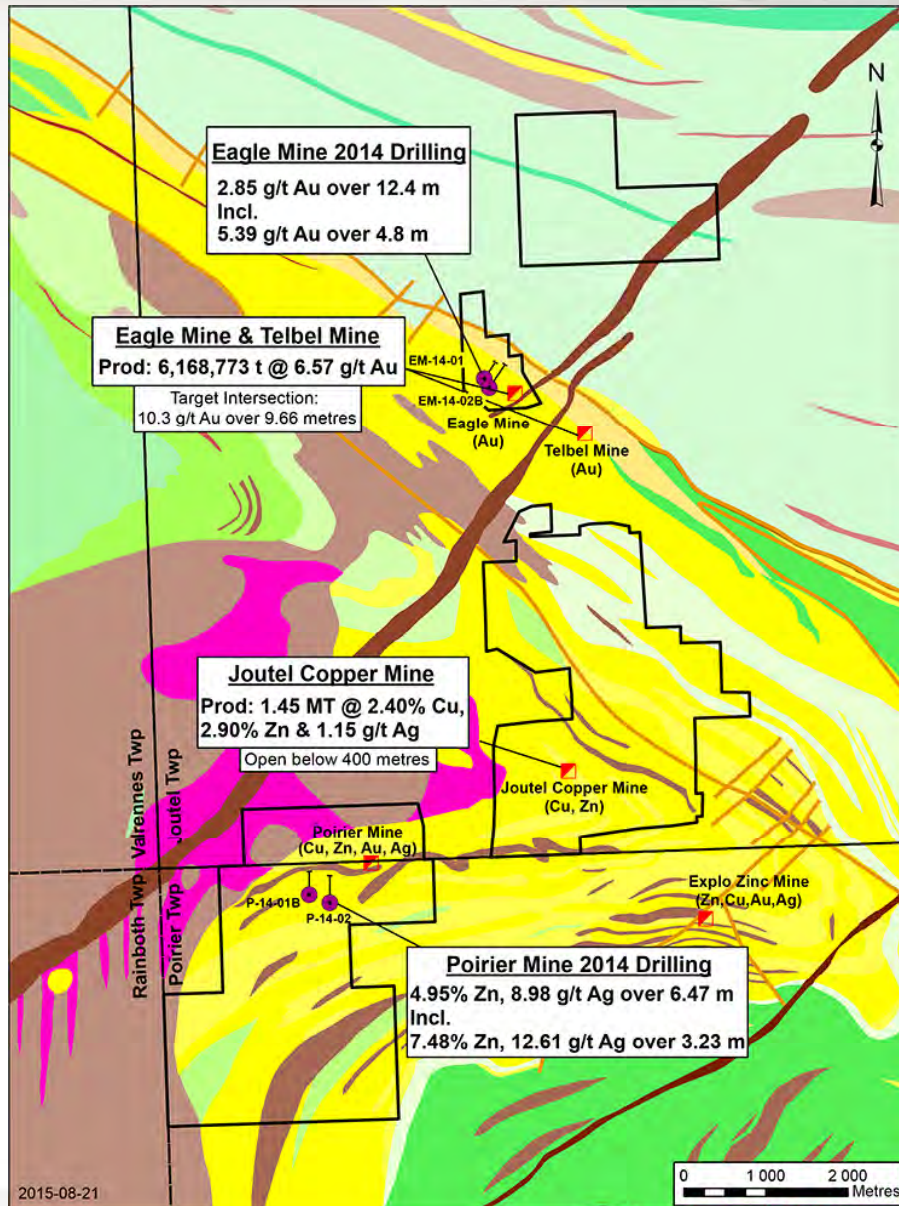 N
Eagle Mine 2014 Drilling
2.85 g/t Au over 12.4 m
Incl.
5.39 g/t Au over 4.8 m
Eagle Mine & Telbel Mine
Prod: 6,168,773 t @ 6.57 g/t Au
Target Intersection:
10.3 g/t Au over 9.66 metres
EM-14-01
EM-14-02B
Eagle Mine
(Au)
Telbel Mine
(Au)
Joutel Copper Mine
Prod: 1.45 MT @ 2.40% Cu,
2.90% Zn & 1.15 g/t Ag
Open below 400 metres
Joutel Copper Mine
(Cu, Zn)
Valrennes Twp
Joutel Twp
Rainboth Twp
Poirier Twp
Poirier Mine
(Cu, Zn, Au, Ag)
P-14-01B
P-14-02
Explo Zinc Mine
(Zn,Cu,Au,Ag)
Poirier Mine 2014 Drilling
4.95% Zn, 8.98 g/t Ag over 6.47 m
Incl.
7.48% Zn, 12.61 g/t Ag over 3.23 m
2015-08-21
0 1 000 2 000
Metres